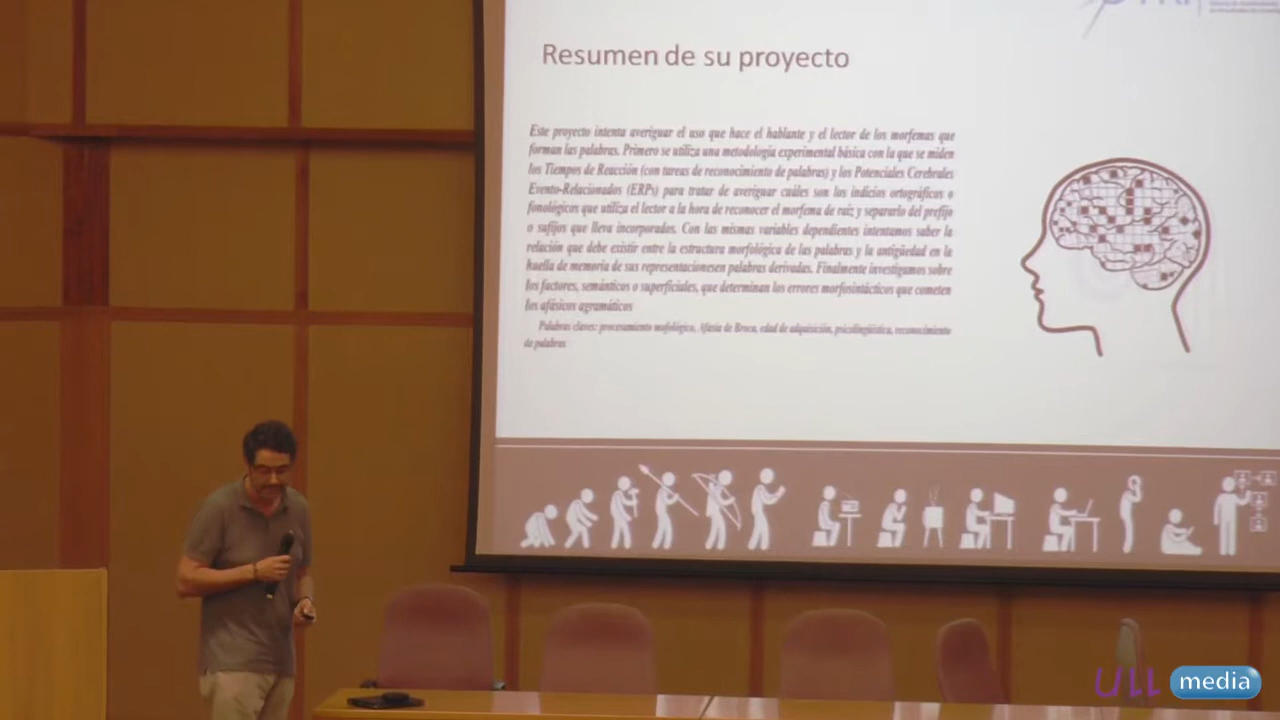 Resumen de su proyecto
Este proyecto intenta averiguar el uso que hace el hablante y el lector de los morfemas que
forman las palabras. Primero se utiliza una metodología experimental básica con la que se miden
los Tiempos de Reacción (con tareas de reconocimiento de palabras) y los Potenciales Cerebrales
Evento-Relacionados (ERPs) para tratar de averiguar cuáles son los indicios ortográficos o
fonológicos que utiliza el lector a la hora de reconocer el morfema de raíz y separarlo del prefijo
o sufijos que lleva incorporados. Con las mismas variables dependientes intentamos saber la
relación que debe existir entre la estructura morfológica de las palabras y la antigüedad en la
huella de memoria de sus representacionesen palabras derivadas. Finalmente investigamos sobre
los factores, semánticos o superficiales, que determinan los errores morfosintácticos que cometen
los afásicos agramáticos
Palabras claves: procesamiento mofológico, Afasia de Broca, edad de adquisición, psicolingüística, reconocimiento
de palabras
ULL media